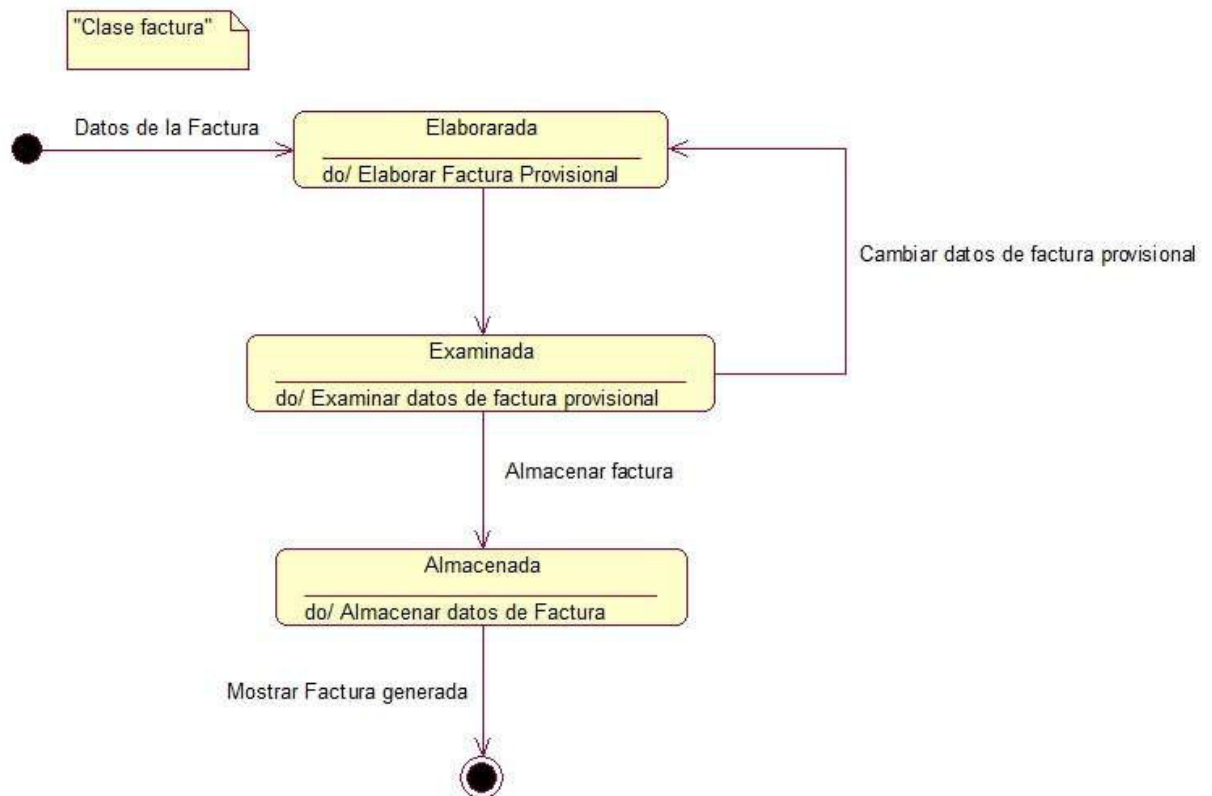 "Clase factura"
Datos de la Factura
Elaborarada
do/ Elaborar Factura Provisional
Cambiar datos de factura provisional
Examinada
do/ Examinar datos de factura provisional
Almacenar factura
Almacenada
do/ Almacenar datos de Factura
Mostrar Factura generada